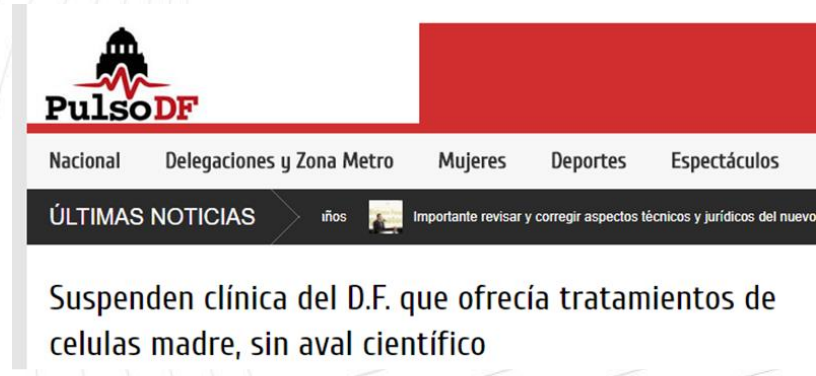 PulsoDF
Nacional Delegaciones y Zona Metro Mujeres Deportes Espectáculos
ÚLTIMAS NOTICIAS iños Importante revisar y corregir aspectos técnicos y jurídicos del nuevo
Suspenden clínica del D.F. que ofrecía tratamientos de
celulas madre, sin aval científico